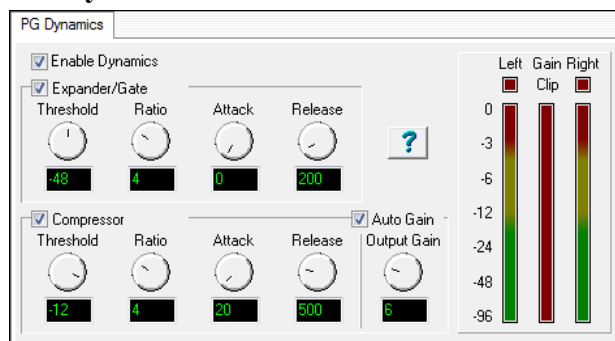 PG Dynamics
Enable Dynamics
Expander/Gate
Threshold Ratio Attack Release
-48 4 0 200
?
Compressor
Auto Gain
Threshold Ratio Attack Release Output Gain
-12 4 20 500 6
Left Gain Right
Clip
0
-3
-6
-12
-24
-48
-96